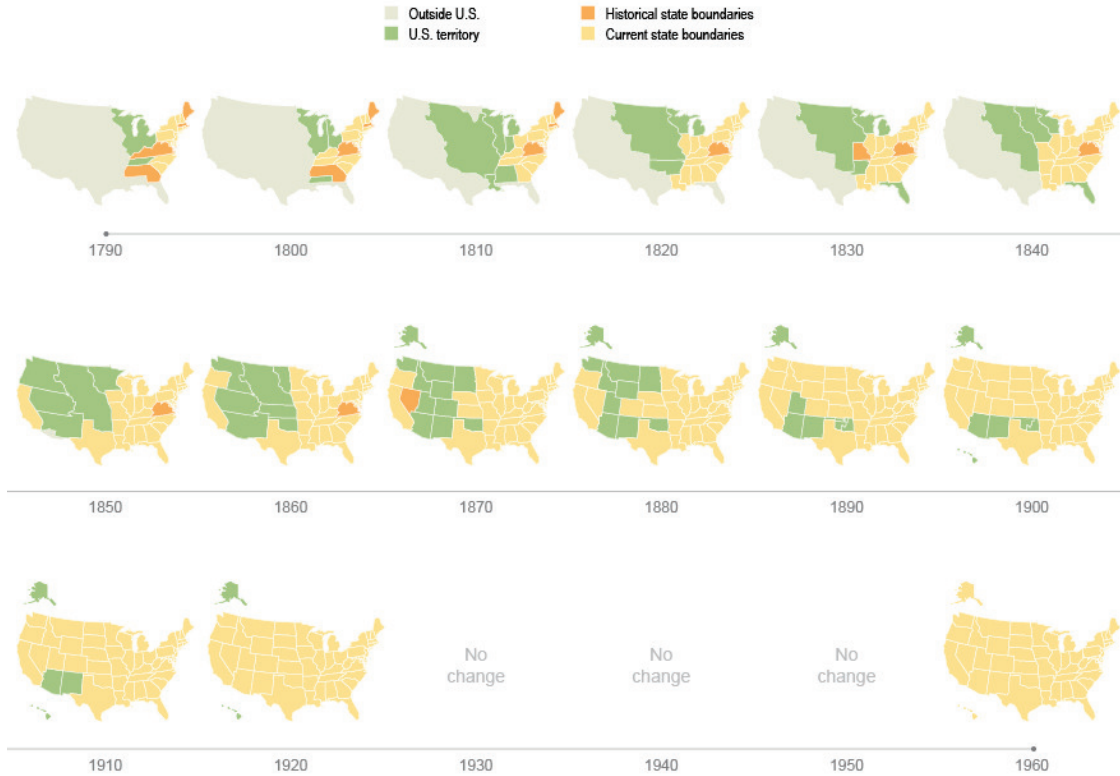 Outside U.S.
Historical state boundaries
U.S. territory
Current state boundaries
1790
1800
1810
1820
1830
1840
1850
1860
1870
1880
1890
1900
No
change
No
change
No
change
1910
1920
1930
1940
1950
1960